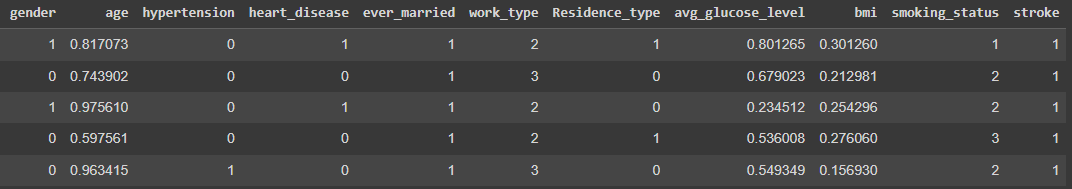 gender age hypertension heart_disease ever_married work_type Residence_type avg_glucose_level bmi smoking_status stroke
1 0.817073 0 1 1 2 1 0.801265 0.301260 1 1
0 0.743902 0 0 1 3 0 0.679023 0.212981 2 1
1 0.975610 0 1 1 2 0 0.234512 0.254296 2 1
0 0.597561 0 0 1 2 1 0.536008 0.276060 3 1
0 0.963415 1 0 1 3 0 0.549349 0.156930 2 1